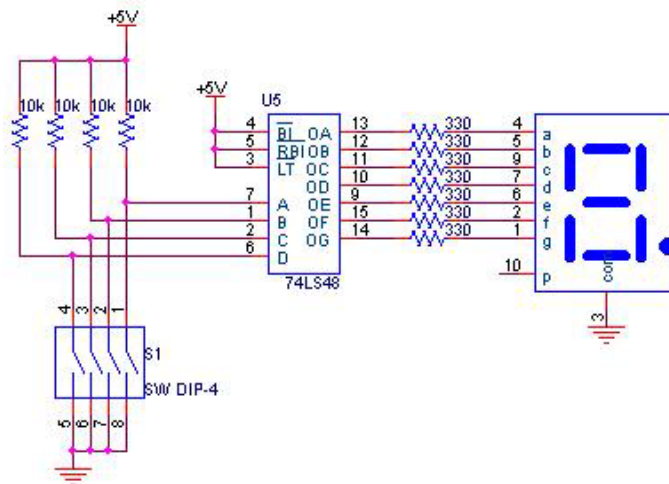 +5V
10k 10k 10k 10k
+5V
U5
4 BI OA 13 330 4 a
5 RBI OB 12 330 5 b
3 LT OC 11 330 9 c
OD 10 330 7 d
7 A OE 9 330 6 e
1 B OF 15 330 2 f
2 C OG 14 330 1 g
6 D
10 p
com
74LS48
3
4 3 2 1
S1
SW DIP-4
5 6 7 8